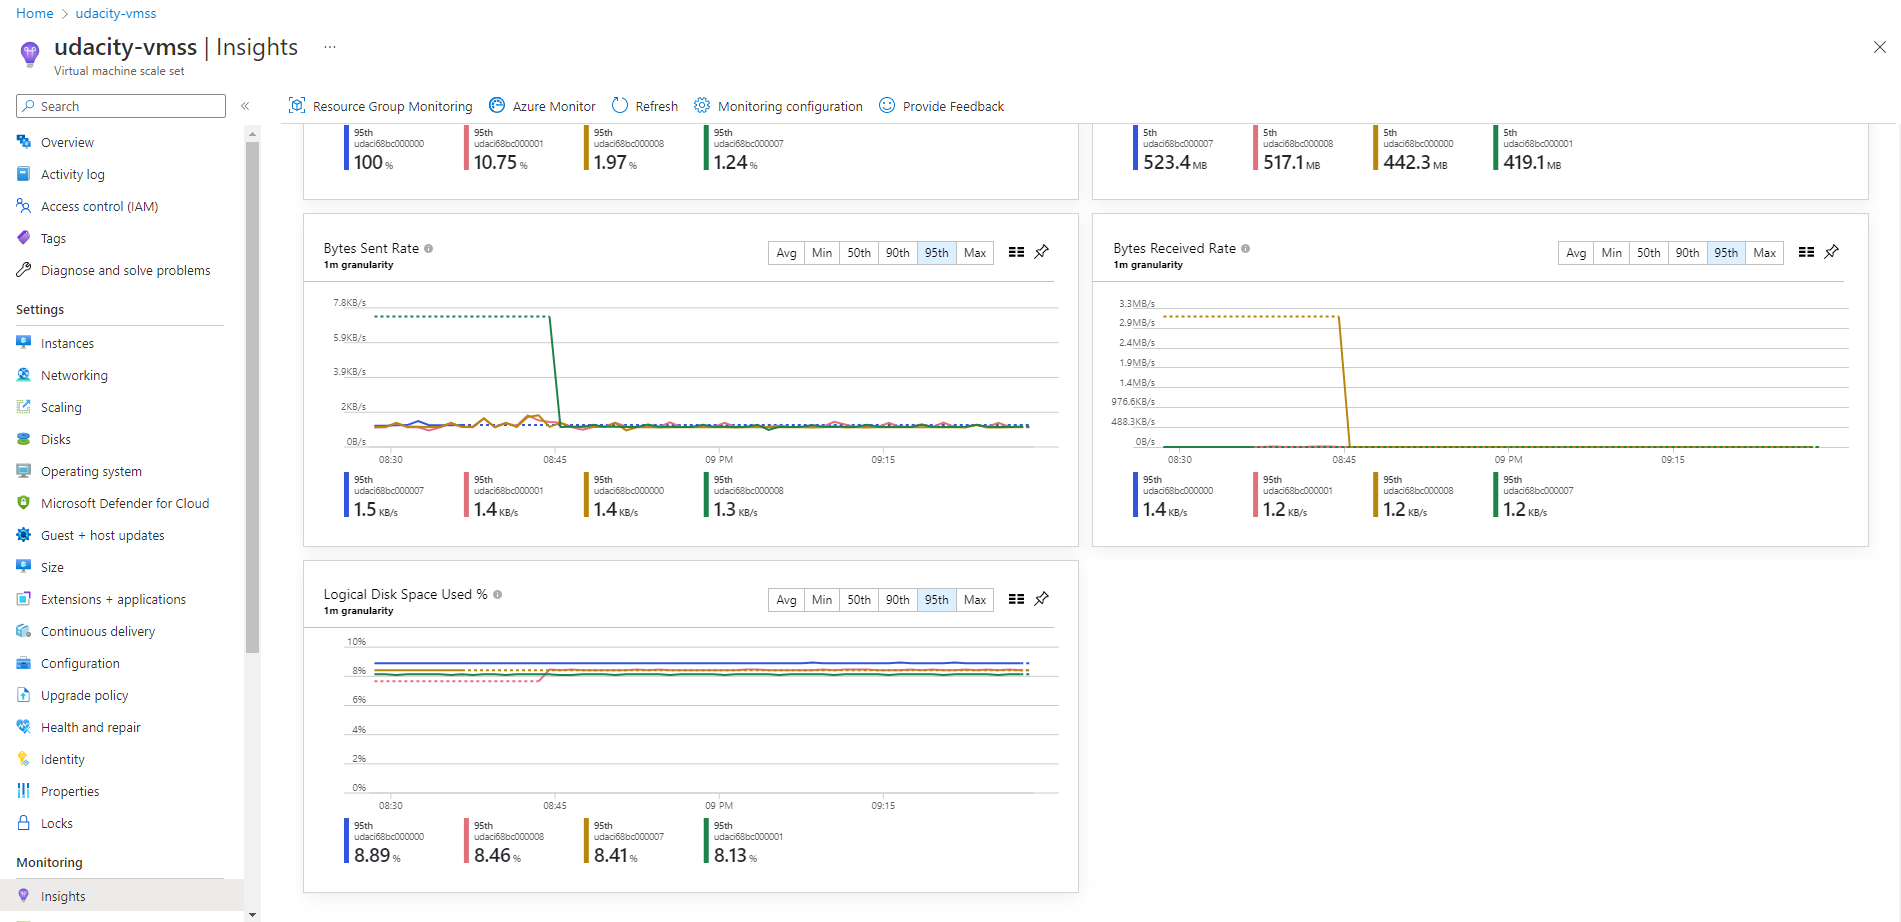 Home > udacity-vmss
udacity-vmss | Insights ...
Virtual machine scale set
Search
«
Resource Group Monitoring
Azure Monitor
Refresh
Monitoring configuration
Provide Feedback
Overview
Activity log
Access control (IAM)
Tags
Diagnose and solve problems
Settings
Instances
Networking
Scaling
Disks
Operating system
Microsoft Defender for Cloud
Guest + host updates
Size
Extensions + applications
Continuous delivery
Configuration
Upgrade policy
Health and repair
Identity
Properties
Locks
Monitoring
Insights
95th
udaci68bc000000
100 %
95th
udaci68bc000001
10.75 %
95th
udaci68bc000008
1.97 %
95th
udaci68bc000007
1.24 %
5th
udaci68bc000007
523.4 MB
5th
udaci68bc000008
517.1 MB
5th
udaci68bc000000
442.3 MB
5th
udaci68bc000001
419.1 MB
Bytes Sent Rate
1m granularity
Avg Min 50th 90th 95th Max
7.8KB/s
5.9KB/s
3.9KB/s
2KB/s
0B/s
08:30 08:45 09 PM 09:15
95th
udaci68bc000007
1.5 KB/s
95th
udaci68bc000001
1.4 KB/s
95th
udaci68bc000000
1.4 KB/s
95th
udaci68bc000008
1.3 KB/s
Bytes Received Rate
1m granularity
Avg Min 50th 90th 95th Max
3.3MB/s
2.9MB/s
2.4MB/s
1.9MB/s
1.4MB/s
976.6KB/s
488.3KB/s
0B/s
08:30 08:45 09 PM 09:15
95th
udaci68bc000000
1.4 KB/s
95th
udaci68bc000001
1.2 KB/s
95th
udaci68bc000008
1.2 KB/s
95th
udaci68bc000007
1.2 KB/s
Logical Disk Space Used %
1m granularity
Avg Min 50th 90th 95th Max
10%
8%
6%
4%
2%
0%
08:30 08:45 09 PM 09:15
95th
udaci68bc000000
8.89 %
95th
udaci68bc000008
8.46 %
95th
udaci68bc000007
8.41 %
95th
udaci68bc000001
8.13 %